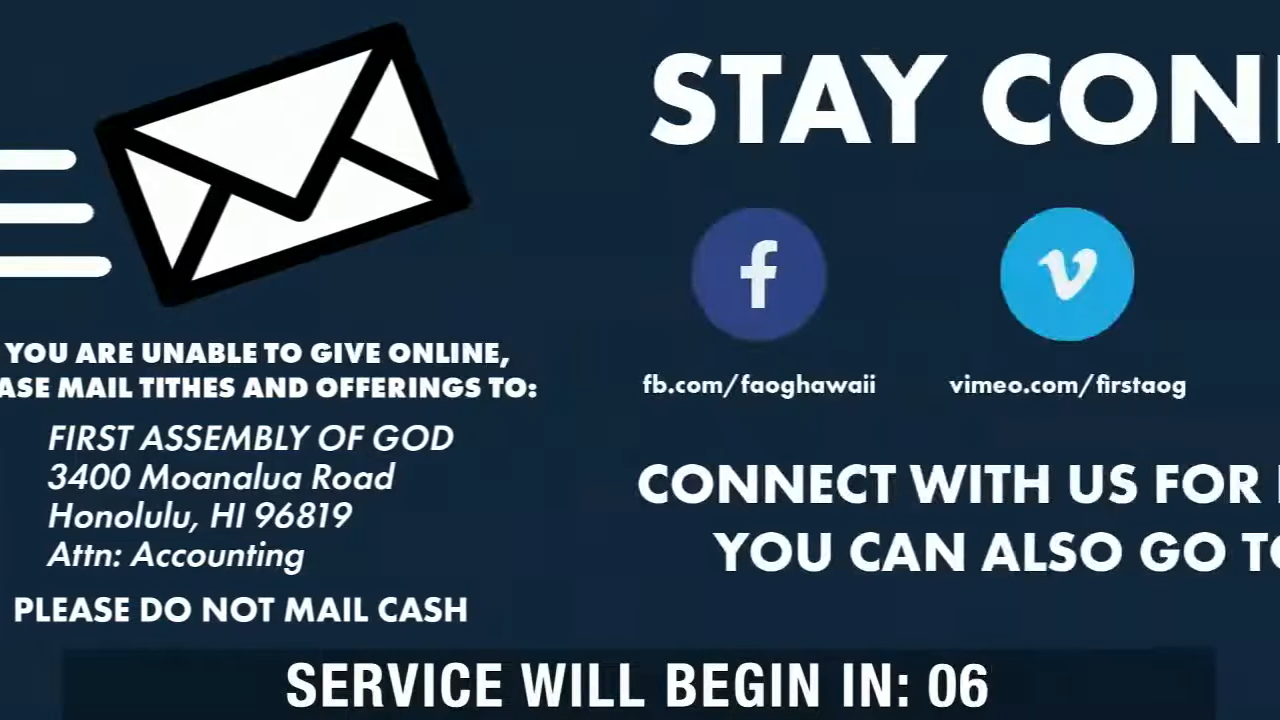 YOU ARE UNABLE TO GIVE ONLINE,
MAIL TITHES AND OFFERINGS TO:
FIRST ASSEMBLY OF GOD
3400 Moanalua Road
Honolulu, HI 96819
Attn: Accounting
PLEASE DO NOT MAIL CASH
STAY CON
fb.com/faoghawaii
vimeo.com/firstaog
CONNECT WITH US FOR
YOU CAN ALSO GO TO
SERVICE WILL BEGIN IN: 06